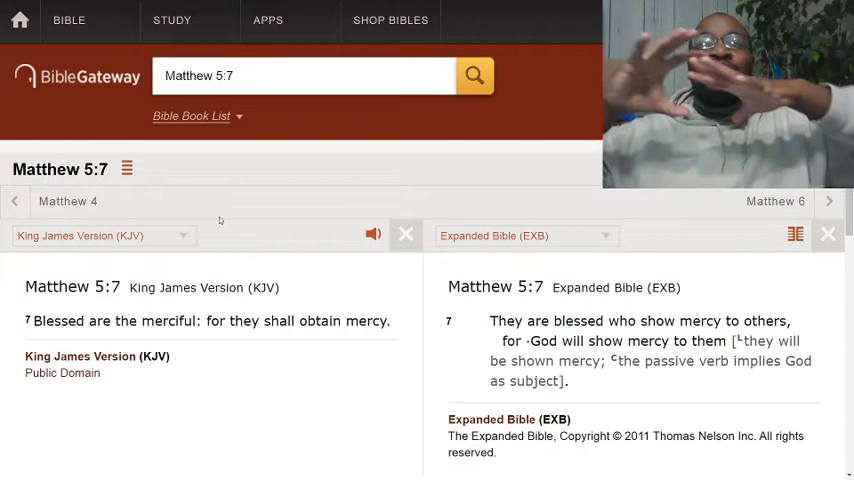 BIBLE STUDY APPS SHOP BIBLES
BibleGateway
Matthew 5:7
Bible Book List
Matthew 5:7
Matthew 4
Matthew 6
King James Version (KJV)
Expanded Bible (EXB)
Matthew 5:7 King James Version (KJV)
7 Blessed are the merciful: for they shall obtain mercy.
King James Version (KJV)
Public Domain
Matthew 5:7 Expanded Bible (EXB)
7 They are blessed who show mercy to others,
for ·God will show mercy to them [ᴸthey will
be shown mercy; ᶜthe passive verb implies God
as subject].
Expanded Bible (EXB)
The Expanded Bible, Copyright © 2011 Thomas Nelson Inc. All rights
reserved.